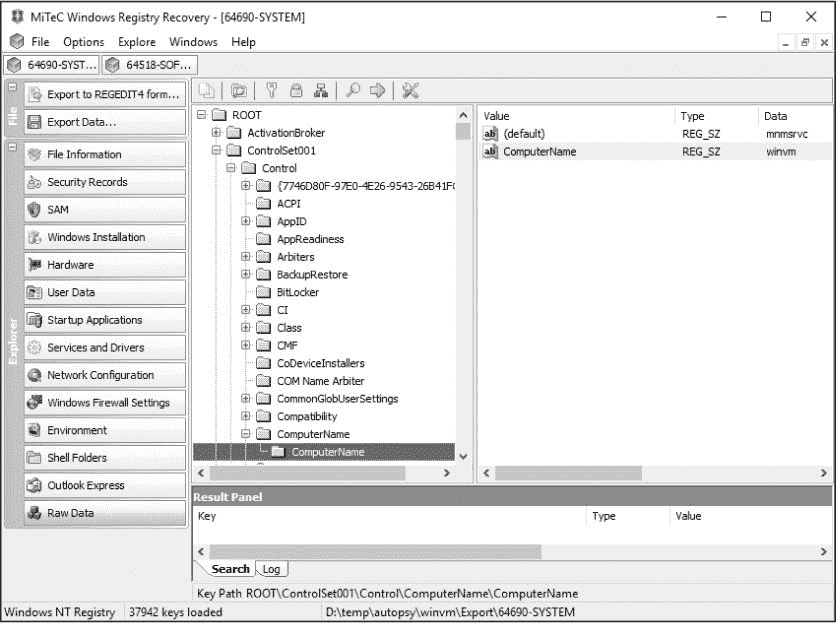 MiTeC Windows Registry Recovery - [64690-SYSTEM]
File Options Explore Windows Help
64690-SYST... 64518-SOF...
File
Export to REGEDIT4 form...
Export Data...
Explorer
File Information
Security Records
SAM
Windows Installation
Hardware
User Data
Startup Applications
Services and Drivers
Network Configuration
Windows Firewall Settings
Environment
Shell Folders
Outlook Express
Raw Data
ROOT
ActivationBroker
ControlSet001
Control
{7746D80F-97E0-4E26-9543-26B41F
ACPI
AppID
AppReadiness
Arbiters
BackupRestore
BitLocker
CI
Class
CMF
CoDeviceInstallers
COM Name Arbiter
CommonGlobUserSettings
Compatibility
ComputerName
ComputerName
Value Type Data
ab (default) REG_SZ mnmsrvc
ab ComputerName REG_SZ winvm
Result Panel
Key Type Value
Search Log
Key Path ROOT\ControlSet001\Control\ComputerName\ComputerName
Windows NT Registry 37942 keys loaded D:\temp\autopsy\winvm\Export\64690-SYSTEM